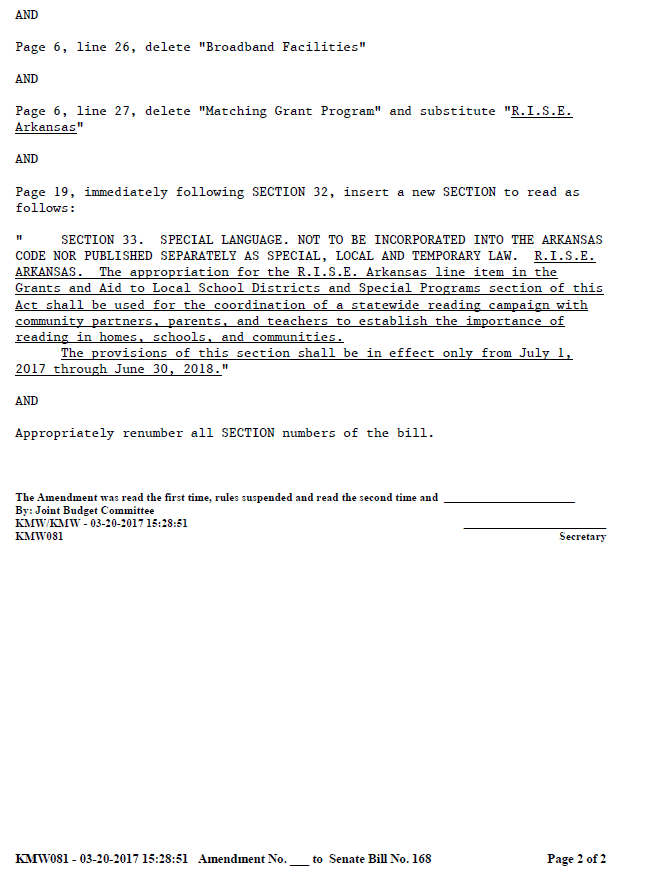 AND
Page 6, line 26, delete "Broadband Facilities"
AND
Page 6, line 27, delete "Matching Grant Program" and substitute "R.I.S.E.
Arkansas"
AND
Page 19, immediately following SECTION 32, insert a new SECTION to read as
follows:
" SECTION 33. SPECIAL LANGUAGE. NOT TO BE INCORPORATED INTO THE ARKANSAS
CODE NOR PUBLISHED SEPARATELY AS SPECIAL, LOCAL AND TEMPORARY LAW. R.I.S.E.
ARKANSAS. The appropriation for the R.I.S.E. Arkansas line item in the
Grants and Aid to Local School Districts and Special Programs section of this
Act shall be used for the coordination of a statewide reading campaign with
community partners, parents, and teachers to establish the importance of
reading in homes, schools, and communities.
The provisions of this section shall be in effect only from July 1,
2017 through June 30, 2018."
AND
Appropriately renumber all SECTION numbers of the bill.
The Amendment was read the first time, rules suspended and read the second time and ____________________
By: Joint Budget Committee
KMW/KMW - 03-20-2017 15:28:51
KMW081 Secretary
KMW081 - 03-20-2017 15:28:51 Amendment No. ___ to Senate Bill No. 168 Page 2 of 2